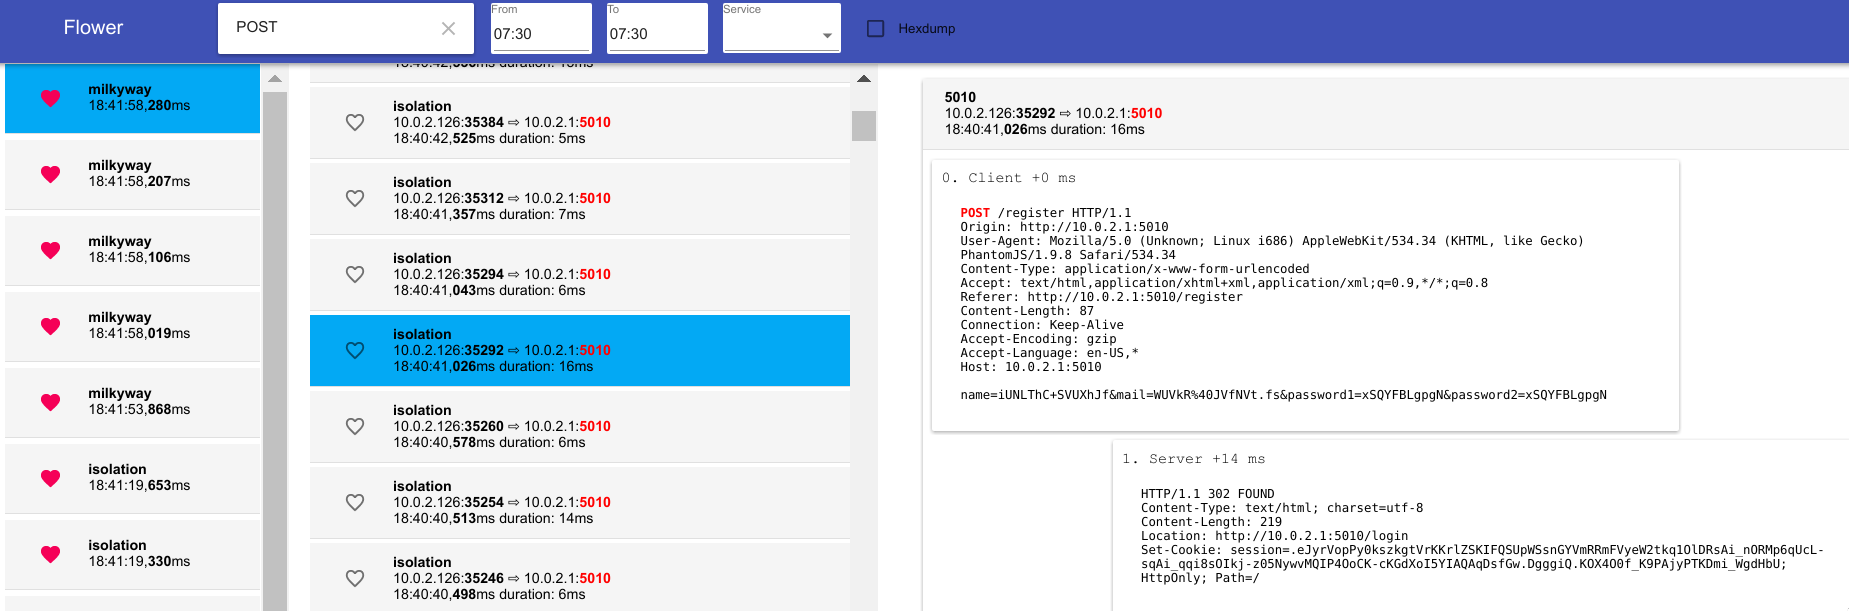 Flower
POST
From
07:30
To
07:30
Service
Hexdump
milkyway
18:41:58,280ms
milkyway
18:41:58,207ms
milkyway
18:41:58,106ms
milkyway
18:41:58,019ms
milkyway
18:41:53,868ms
isolation
18:41:19,653ms
isolation
18:41:19,330ms
isolation
10.0.2.126:35384 ⇨ 10.0.2.1:5010
18:40:42,525ms duration: 5ms
isolation
10.0.2.126:35312 ⇨ 10.0.2.1:5010
18:40:41,357ms duration: 7ms
isolation
10.0.2.126:35294 ⇨ 10.0.2.1:5010
18:40:41,043ms duration: 6ms
isolation
10.0.2.126:35292 ⇨ 10.0.2.1:5010
18:40:41,026ms duration: 16ms
isolation
10.0.2.126:35260 ⇨ 10.0.2.1:5010
18:40:40,578ms duration: 6ms
isolation
10.0.2.126:35254 ⇨ 10.0.2.1:5010
18:40:40,513ms duration: 14ms
isolation
10.0.2.126:35246 ⇨ 10.0.2.1:5010
18:40:40,498ms duration: 6ms
5010
10.0.2.126:35292 ⇨ 10.0.2.1:5010
18:40:41,026ms duration: 16ms
0. Client +0 ms
POST /register HTTP/1.1
Origin: http://10.0.2.1:5010
User-Agent: Mozilla/5.0 (Unknown; Linux i686) AppleWebKit/534.34 (KHTML, like Gecko)
PhantomJS/1.9.8 Safari/534.34
Content-Type: application/x-www-form-urlencoded
Accept: text/html,application/xhtml+xml,application/xml;q=0.9,*/*;q=0.8
Referer: http://10.0.2.1:5010/register
Content-Length: 87
Connection: Keep-Alive
Accept-Encoding: gzip
Accept-Language: en-US,*
Host: 10.0.2.1:5010
name=iUNLThC+SVUXhJf&mail=WUVkR%40JVfNVt.fs&password1=xSQYFBLgpgN&password2=xSQYFBLgpgN
1. Server +14 ms
HTTP/1.1 302 FOUND
Content-Type: text/html; charset=utf-8
Content-Length: 219
Location: http://10.0.2.1:5010/login
Set-Cookie: session=.eJyrVopPy0kszkgtVrKKrlZSKIFQSUpWSsnGYVmRRmFVyeW2tkq1OlDRsAi_nORMp6qUcL-
sqAi_qqi8sOIkj-z05NywvMQIP4OoCK-cKGdXoI5YIAQAqDsfGw.DgggiQ.KOX4O0f_K9PAjyPTKDmi_WgdHbU;
HttpOnly; Path=/